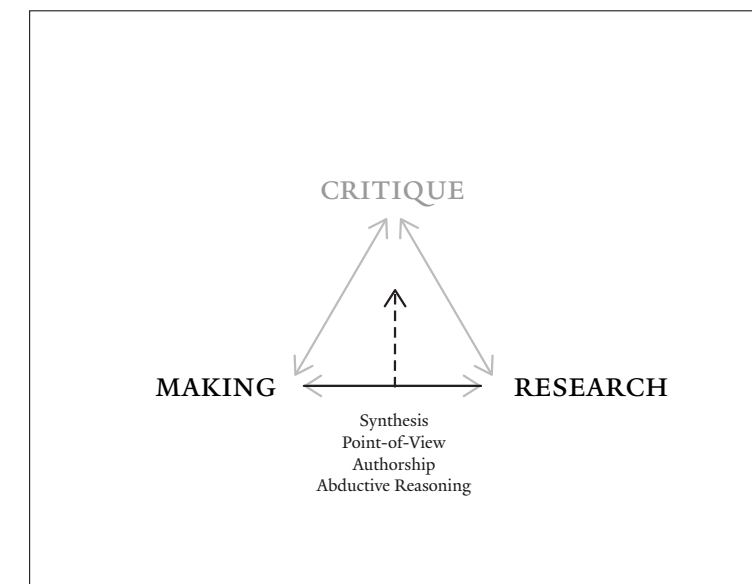 CRITIQUE
MAKING
RESEARCH
Synthesis
Point-of-View
Authorship
Abductive Reasoning